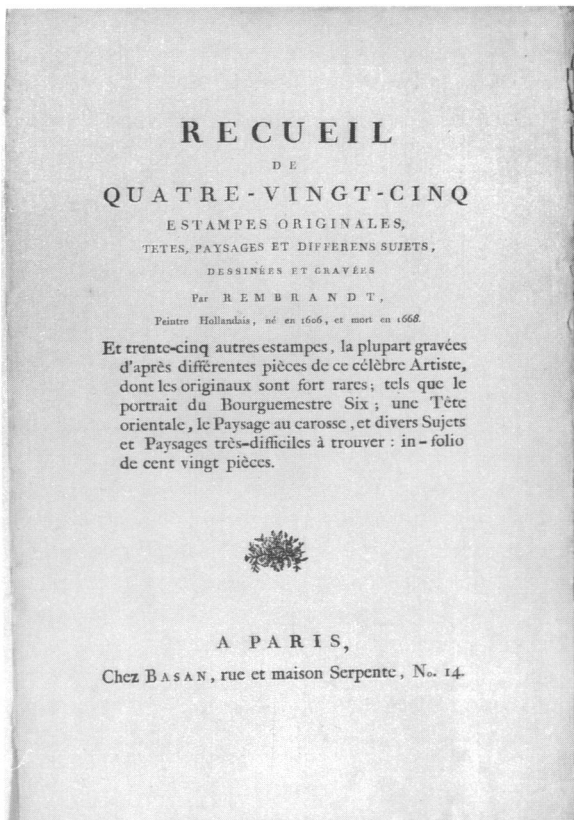 RECUEIL
DE
QUATRE-VINGT-CINQ
ESTAMPES ORIGINALES,
TETES, PAYSAGES ET DIFFERENS SUJETS,
DESSINÉES ET GRAVÉES
Par REMBRANDT,
Peintre Hollandais, né en 1606, et mort en 1668.
Et trente-cinq autres estampes, la plupart gravées
d'après différentes pièces de ce célèbre Artiste,
dont les originaux sont fort rares; tels que le
portrait du Bourguemestre Six; une Tête
orientale, le Paysage au carosse, et divers Sujets
et Paysages très-difficiles à trouver: in-folio
de cent vingt pièces.
A PARIS,
Chez BASAN, rue et maison Serpente, No. 14.